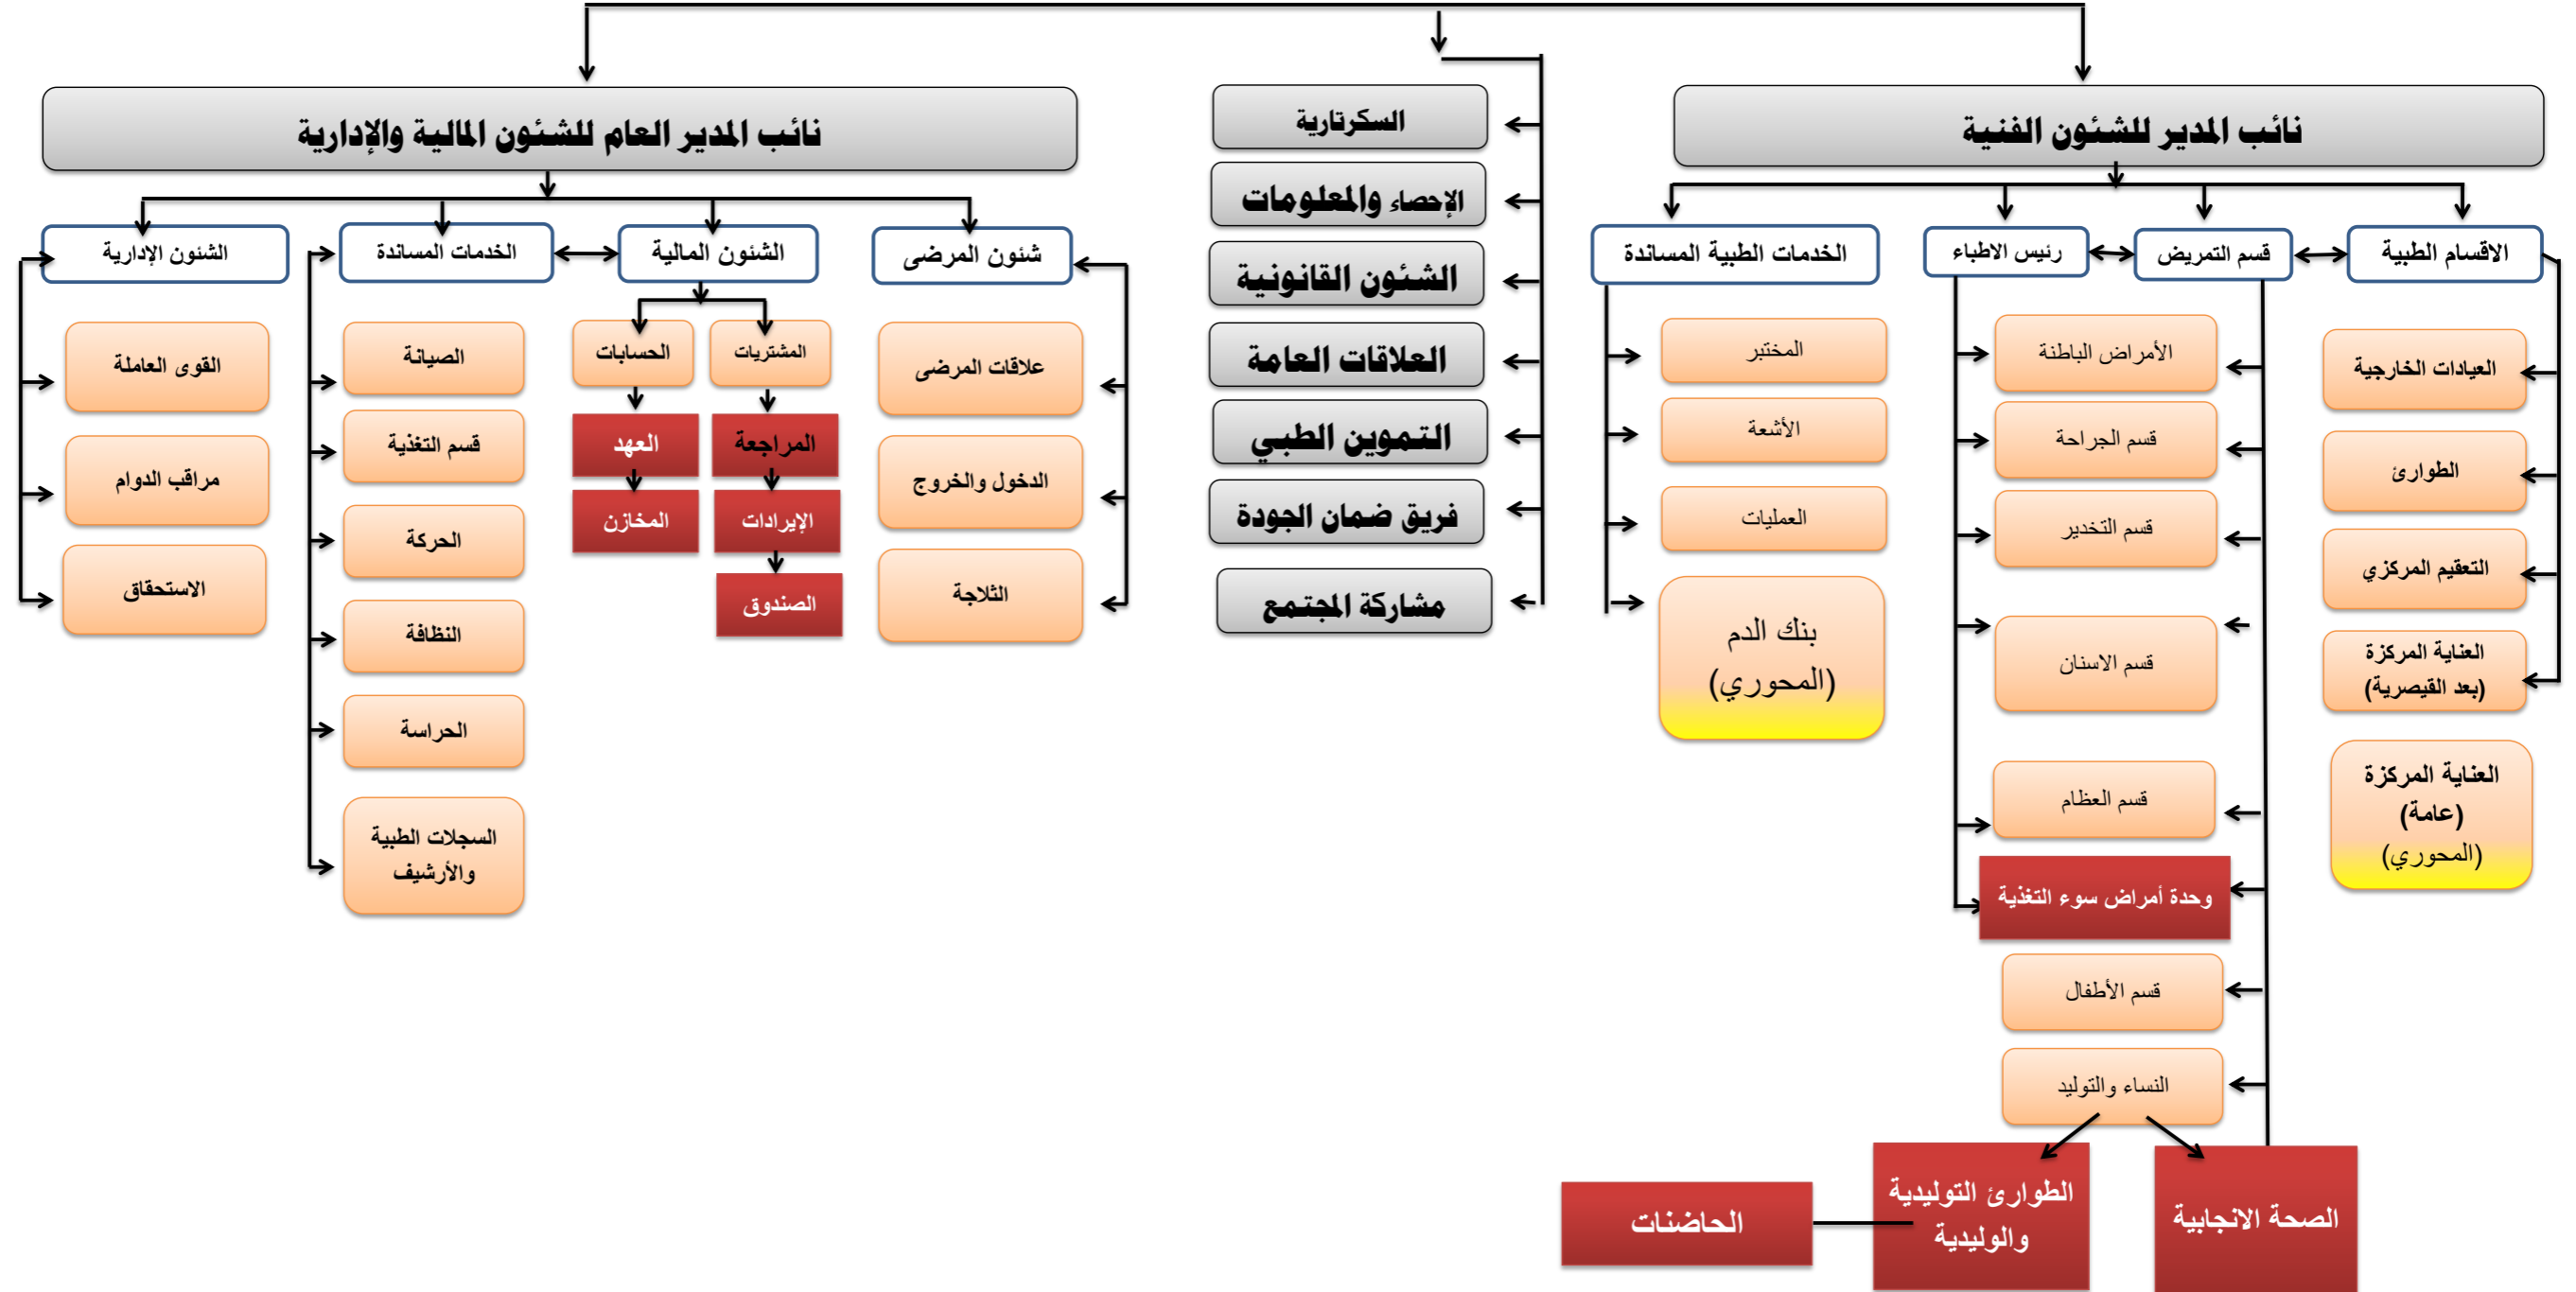 نائب المدير للشئون الفنية
نائب المدير العام للشئون المالية والإدارية
السكرتارية
الإحصاء والمعلومات
الشئون القانونية
العلاقات العامة
التموين الطبي
فريق ضمان الجودة
مشاركة المجتمع
الاقسام الطبية
قسم التمريض
رئيس الاطباء
الخدمات الطبية المساندة
العيادات الخارجية
الطوارئ
التعقيم المركزي
العناية المركزة
(بعد القيصرية)
العناية المركزة
(عامة)
(المحوري)
الأمراض الباطنة
قسم الجراحة
قسم التخدير
قسم الاسنان
قسم العظام
وحدة أمراض سوء التغذية
قسم الأطفال
النساء والتوليد
الصحة الانجابية
الطوارئ التوليدية
والوليدية
الحاضنات
المختبر
الأشعة
العمليات
بنك الدم
(المحوري)
شئون المرضى
الشئون المالية
الخدمات المساندة
الشئون الإدارية
علاقات المرضى
الدخول والخروج
الثلاجة
المشتريات
المراجعة
الإيرادات
الصندوق
الحسابات
العهد
المخازن
الصيانة
قسم التغذية
الحركة
النظافة
الحراسة
السجلات الطبية
والأرشيف
القوى العاملة
مراقب الدوام
الاستحقاق